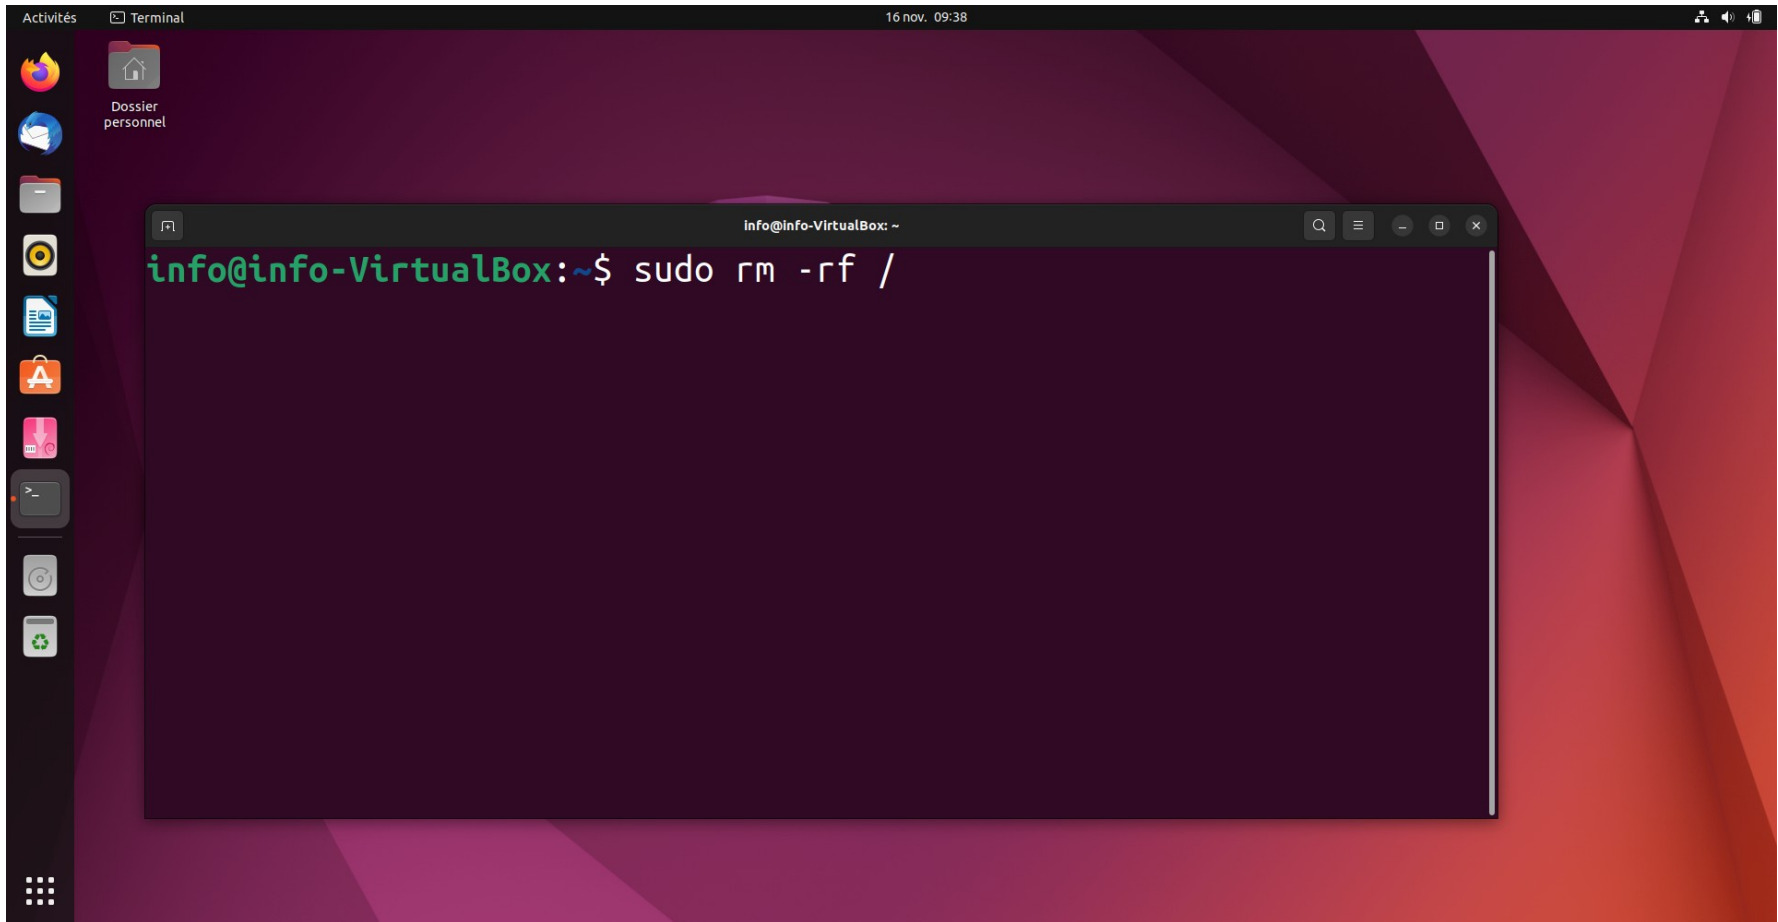 Activités
Terminal
16 nov. 09:38
Dossier
personnel
info@info-VirtualBox: ~
info@info-VirtualBox:~$ sudo rm -rf /